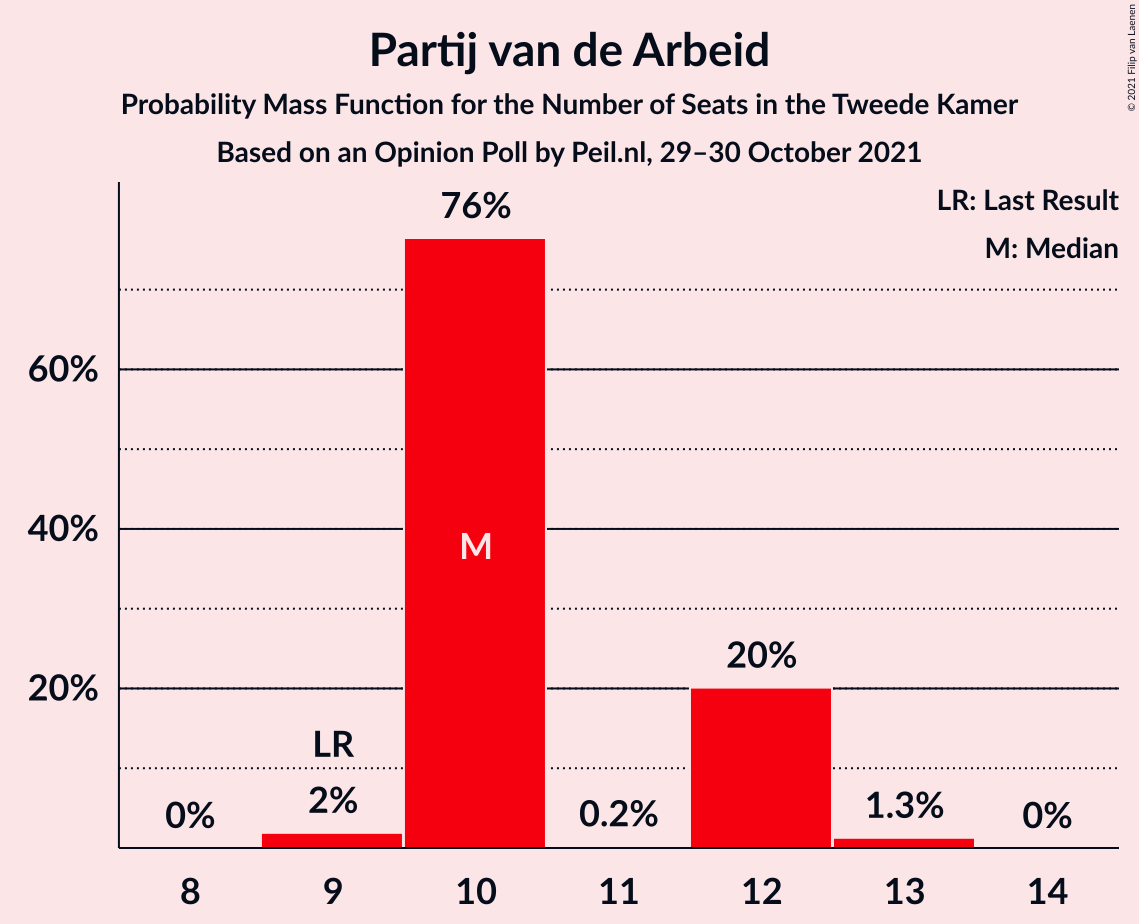 Partij van de Arbeid
Probability Mass Function for the Number of Seats in the Tweede Kamer
Based on an Opinion Poll by Peil.nl, 29–30 October 2021
© 2021 Filip van Laenen
LR: Last Result
M: Median
76%
60%
40%
M
20%
20%
LR
0%
2%
0.2%
1.3%
0%
8 9 10 11 12 13 14